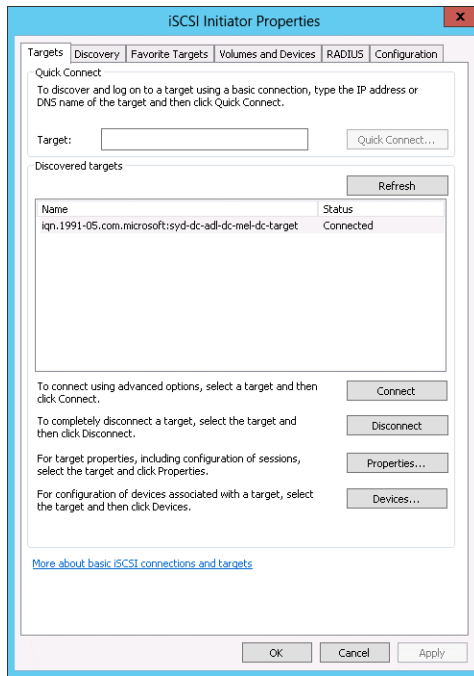 iSCSI Initiator Properties
x
Targets Discovery Favorite Targets Volumes and Devices RADIUS Configuration
Quick Connect
To discover and log on to a target using a basic connection, type the IP address or
DNS name of the target and then click Quick Connect.
Target: Quick Connect...
Discovered targets
Refresh
Name Status
iqn.1991-05.com.microsoft:syd-dc-adl-dc-mel-dc-target Connected
To connect using advanced options, select a target and then
click Connect.
Connect
To completely disconnect a target, select the target and
then click Disconnect.
Disconnect
For target properties, including configuration of sessions,
select the target and click Properties.
Properties...
For configuration of devices associated with a target, select
the target and then click Devices.
Devices...
More about basic iSCSI connections and targets
OK Cancel Apply